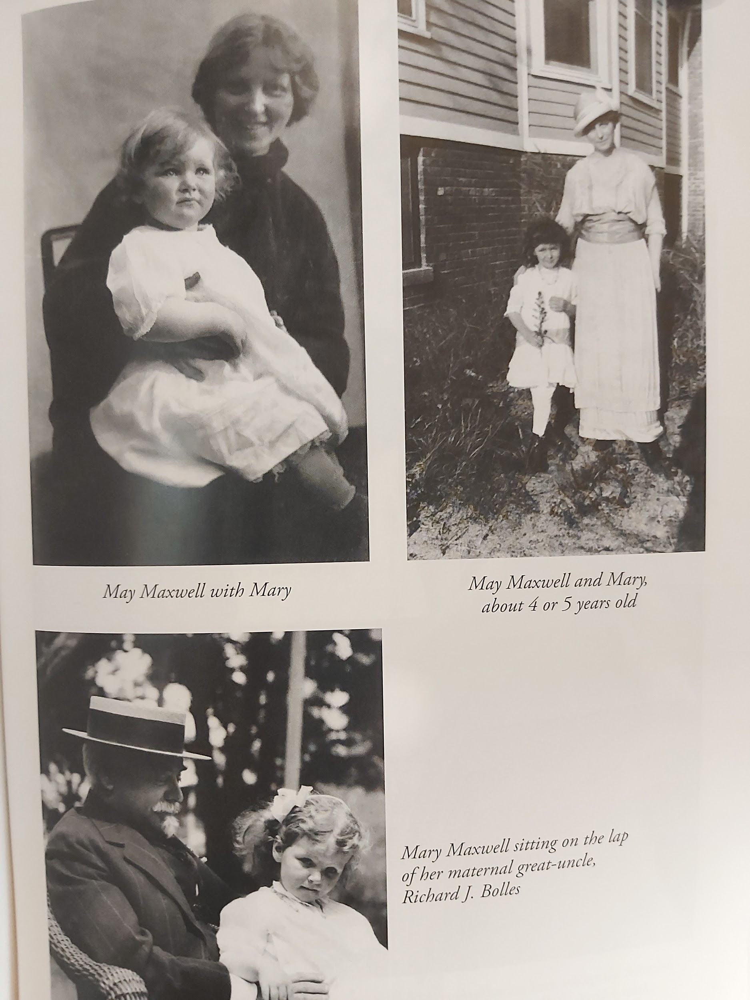 May Maxwell with Mary
May Maxwell and Mary,
about 4 or 5 years old
Mary Maxwell sitting on the lap
of her maternal great-uncle,
Richard J. Bolles